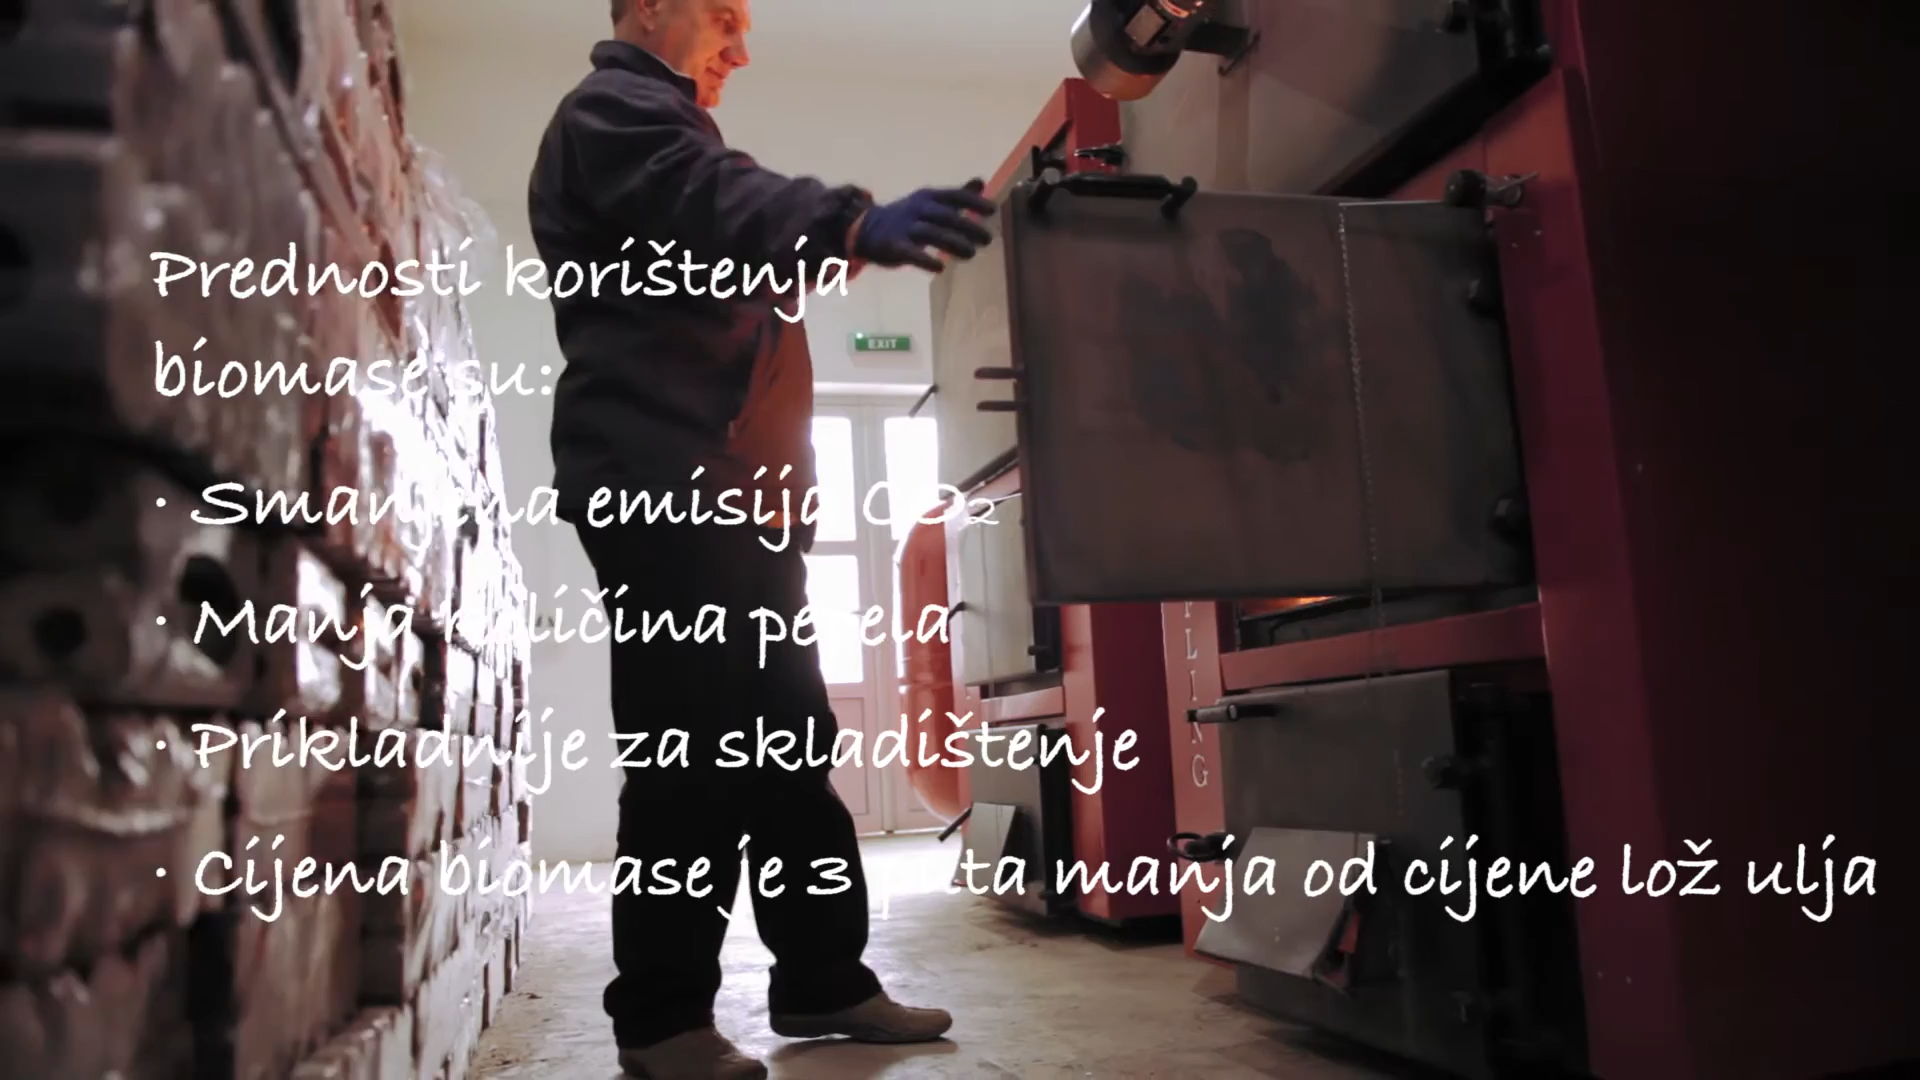 Prednosti korištenja
biomase su:
· Smanjena emisija CO₂
· Manja količina pepela
· Prikladnije za skladištenje
· Cijena biomase je 3 puta manja od cijene lož ulja
EXIT
PLING